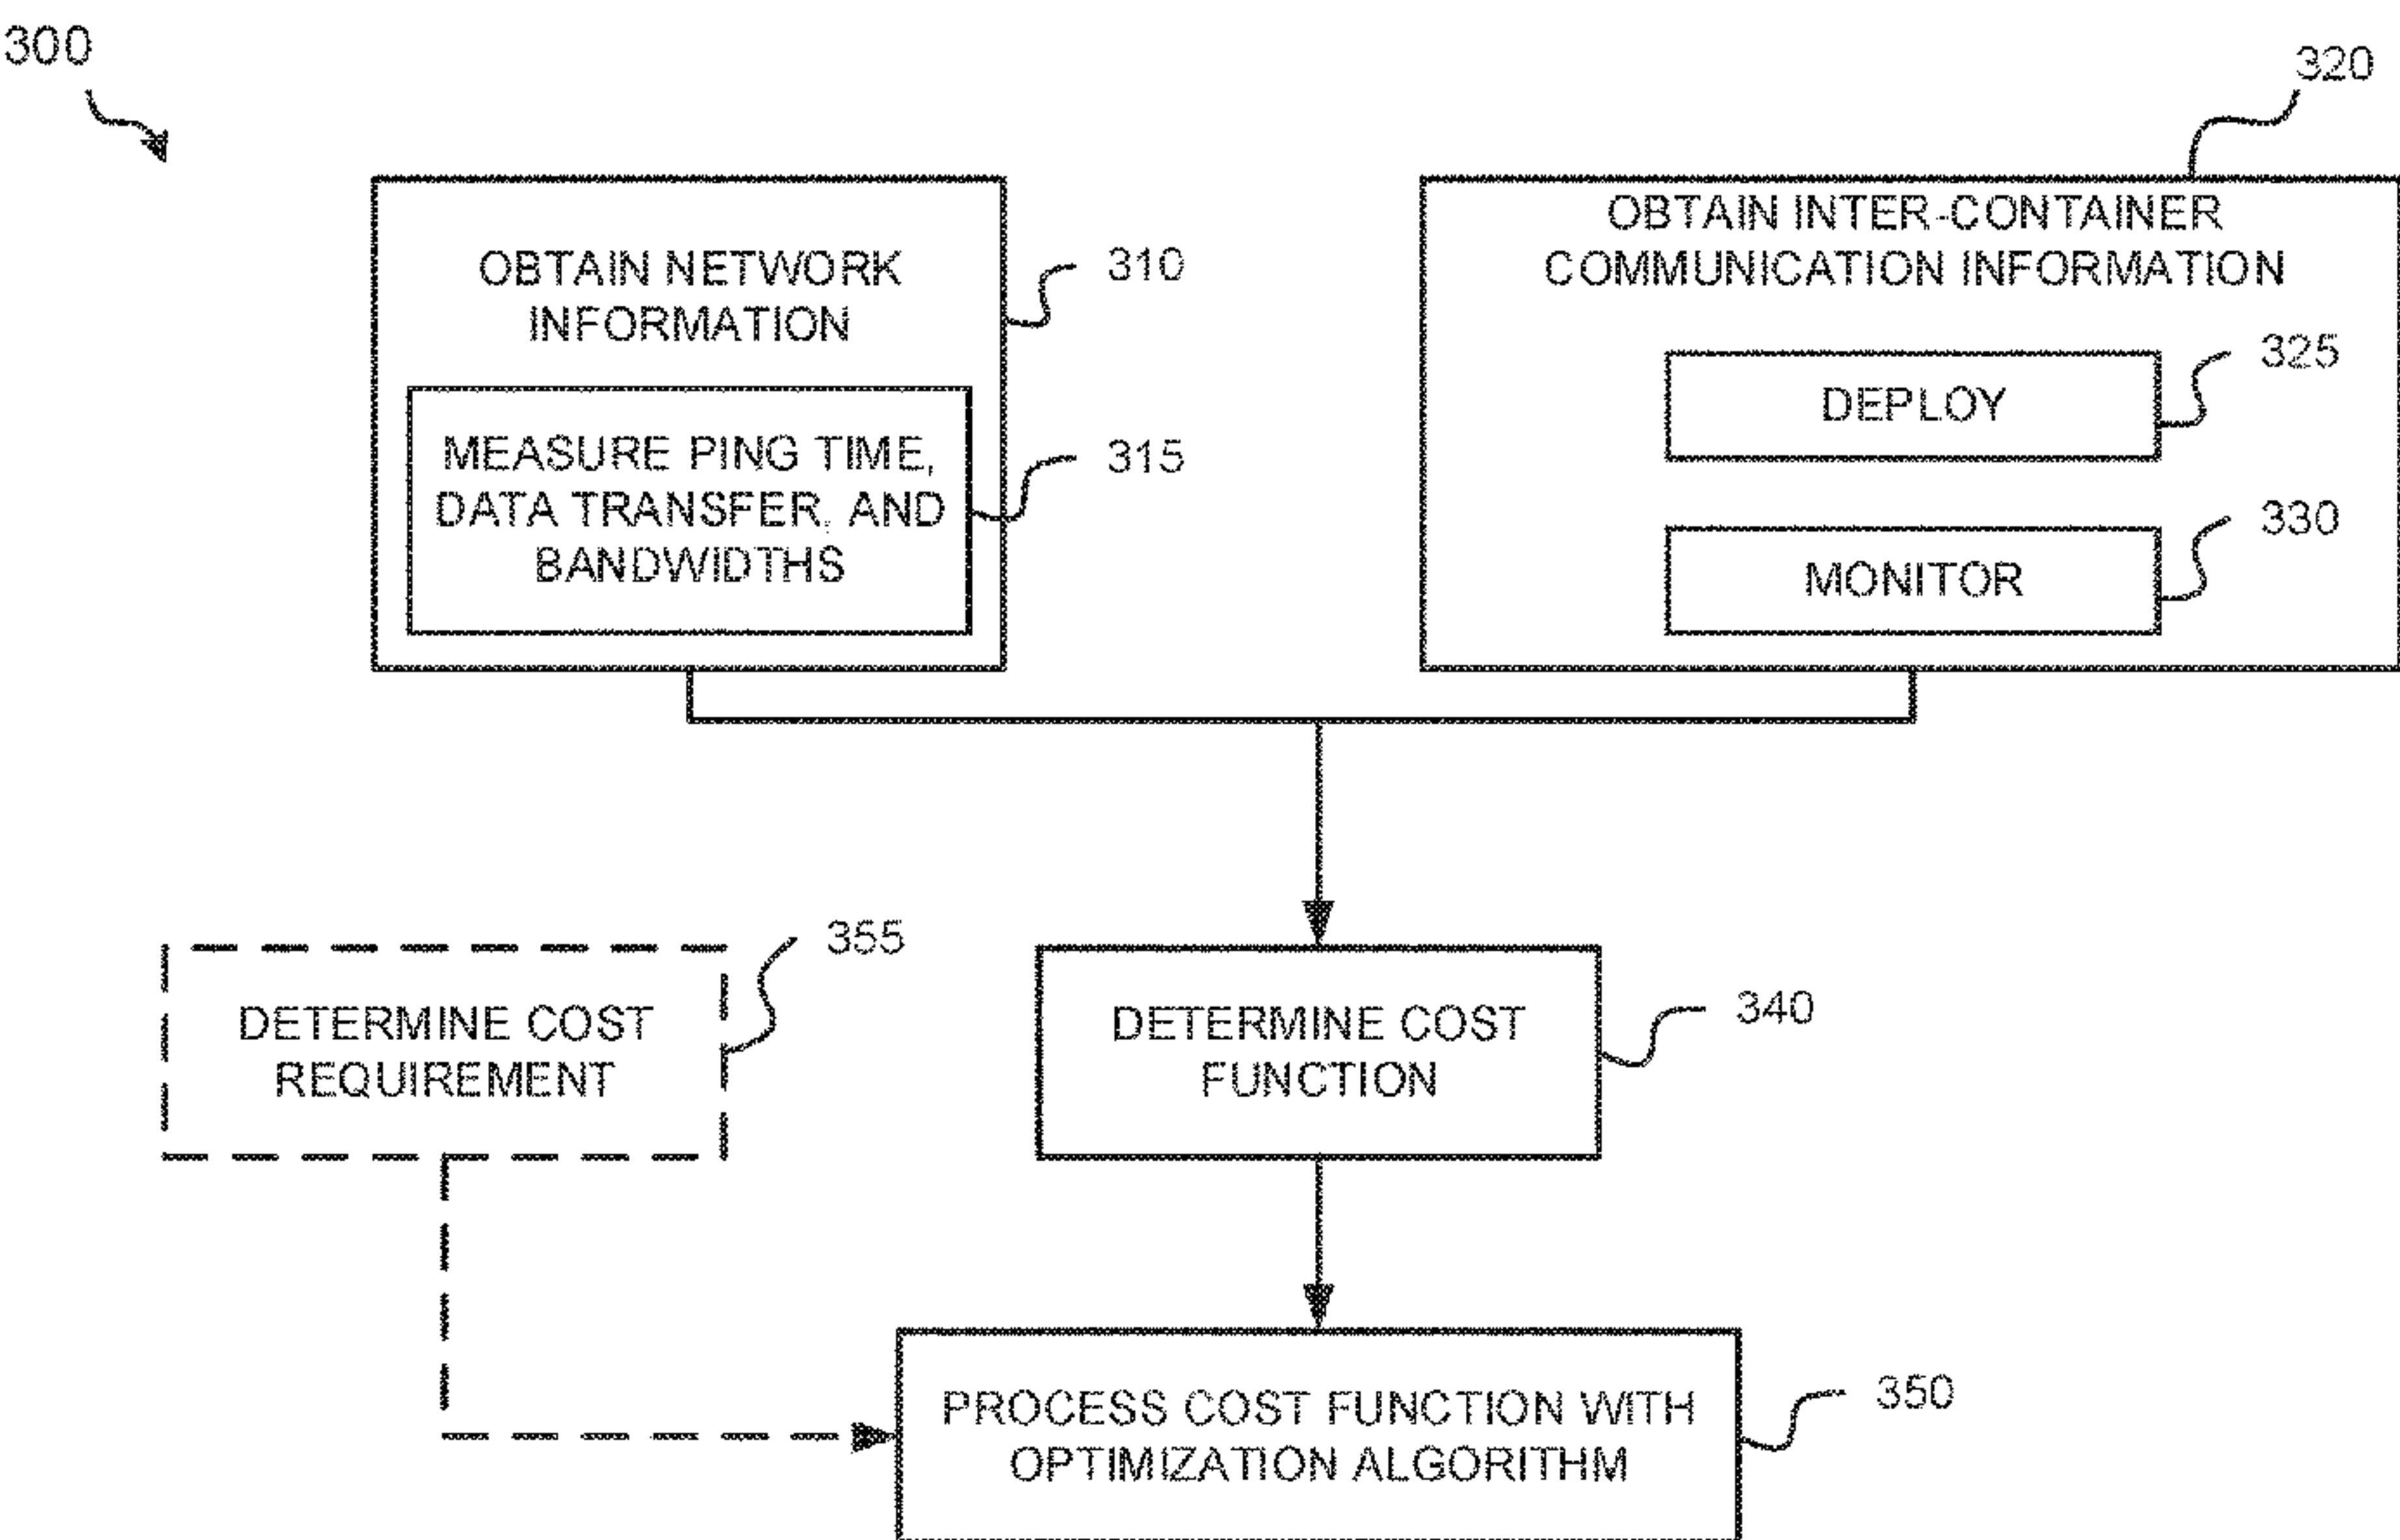 300
320
OBTAIN NETWORK
INFORMATION
310
MEASURE PING TIME,
DATA TRANSFER, AND
BANDWIDTHS
315
OBTAIN INTER-CONTAINER
COMMUNICATION INFORMATION
DEPLOY
325
MONITOR
330
DETERMINE COST
REQUIREMENT
355
DETERMINE COST
FUNCTION
340
PROCESS COST FUNCTION WITH
OPTIMIZATION ALGORITHM
350